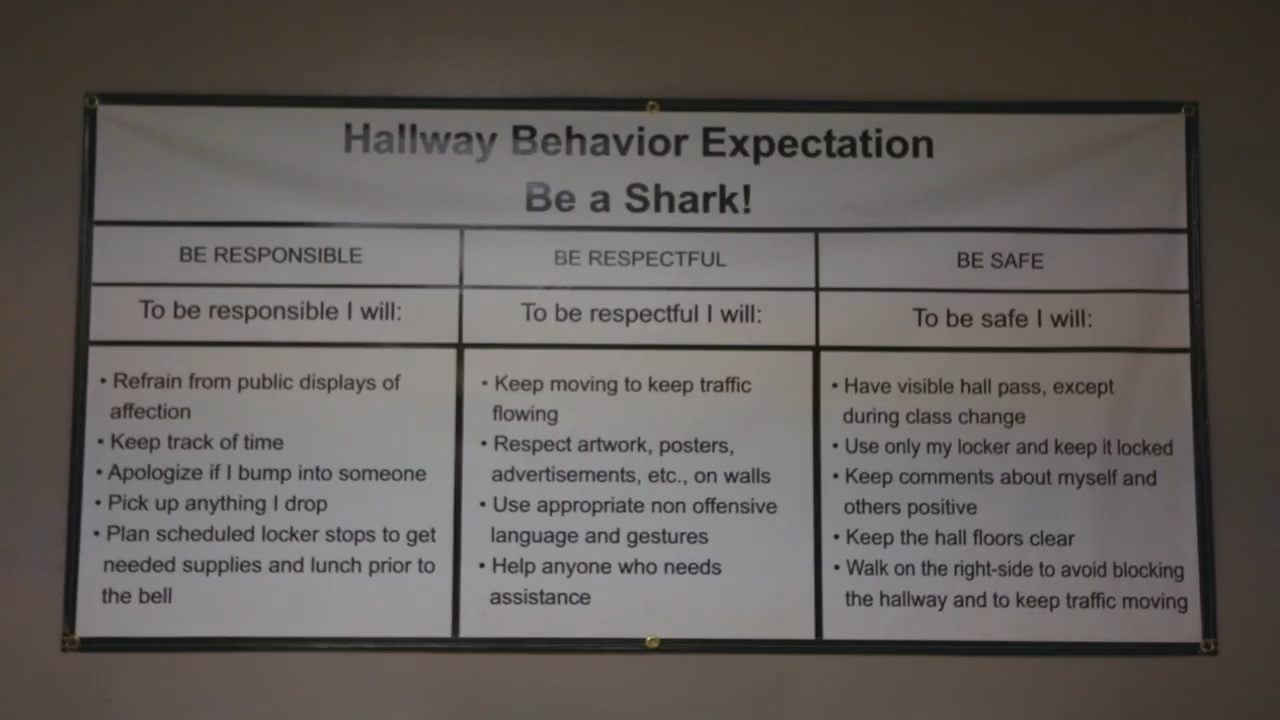 Hallway Behavior Expectation
Be a Shark!
BE RESPONSIBLE
To be responsible I will:
• Refrain from public displays of
affection
• Keep track of time
• Apologize if I bump into someone
• Pick up anything I drop
• Plan scheduled locker stops to get
needed supplies and lunch prior to
the bell
BE RESPECTFUL
To be respectful I will:
• Keep moving to keep traffic
flowing
• Respect artwork, posters,
advertisements, etc., on walls
• Use appropriate non offensive
language and gestures
• Help anyone who needs
assistance
BE SAFE
To be safe I will:
• Have visible hall pass, except
during class change
• Use only my locker and keep it locked
• Keep comments about myself and
others positive
• Keep the hall floors clear
• Walk on the right-side to avoid blocking
the hallway and to keep traffic moving